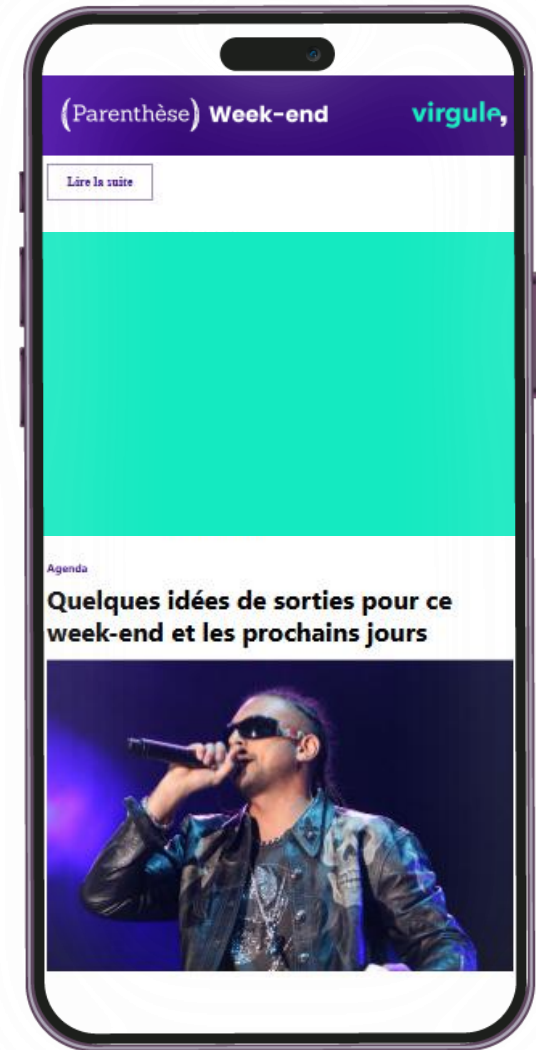 (Parenthèse) Week-end
virgule,
Lire la suite
Agenda
Quelques idées de sorties pour ce
week-end et les prochains jours